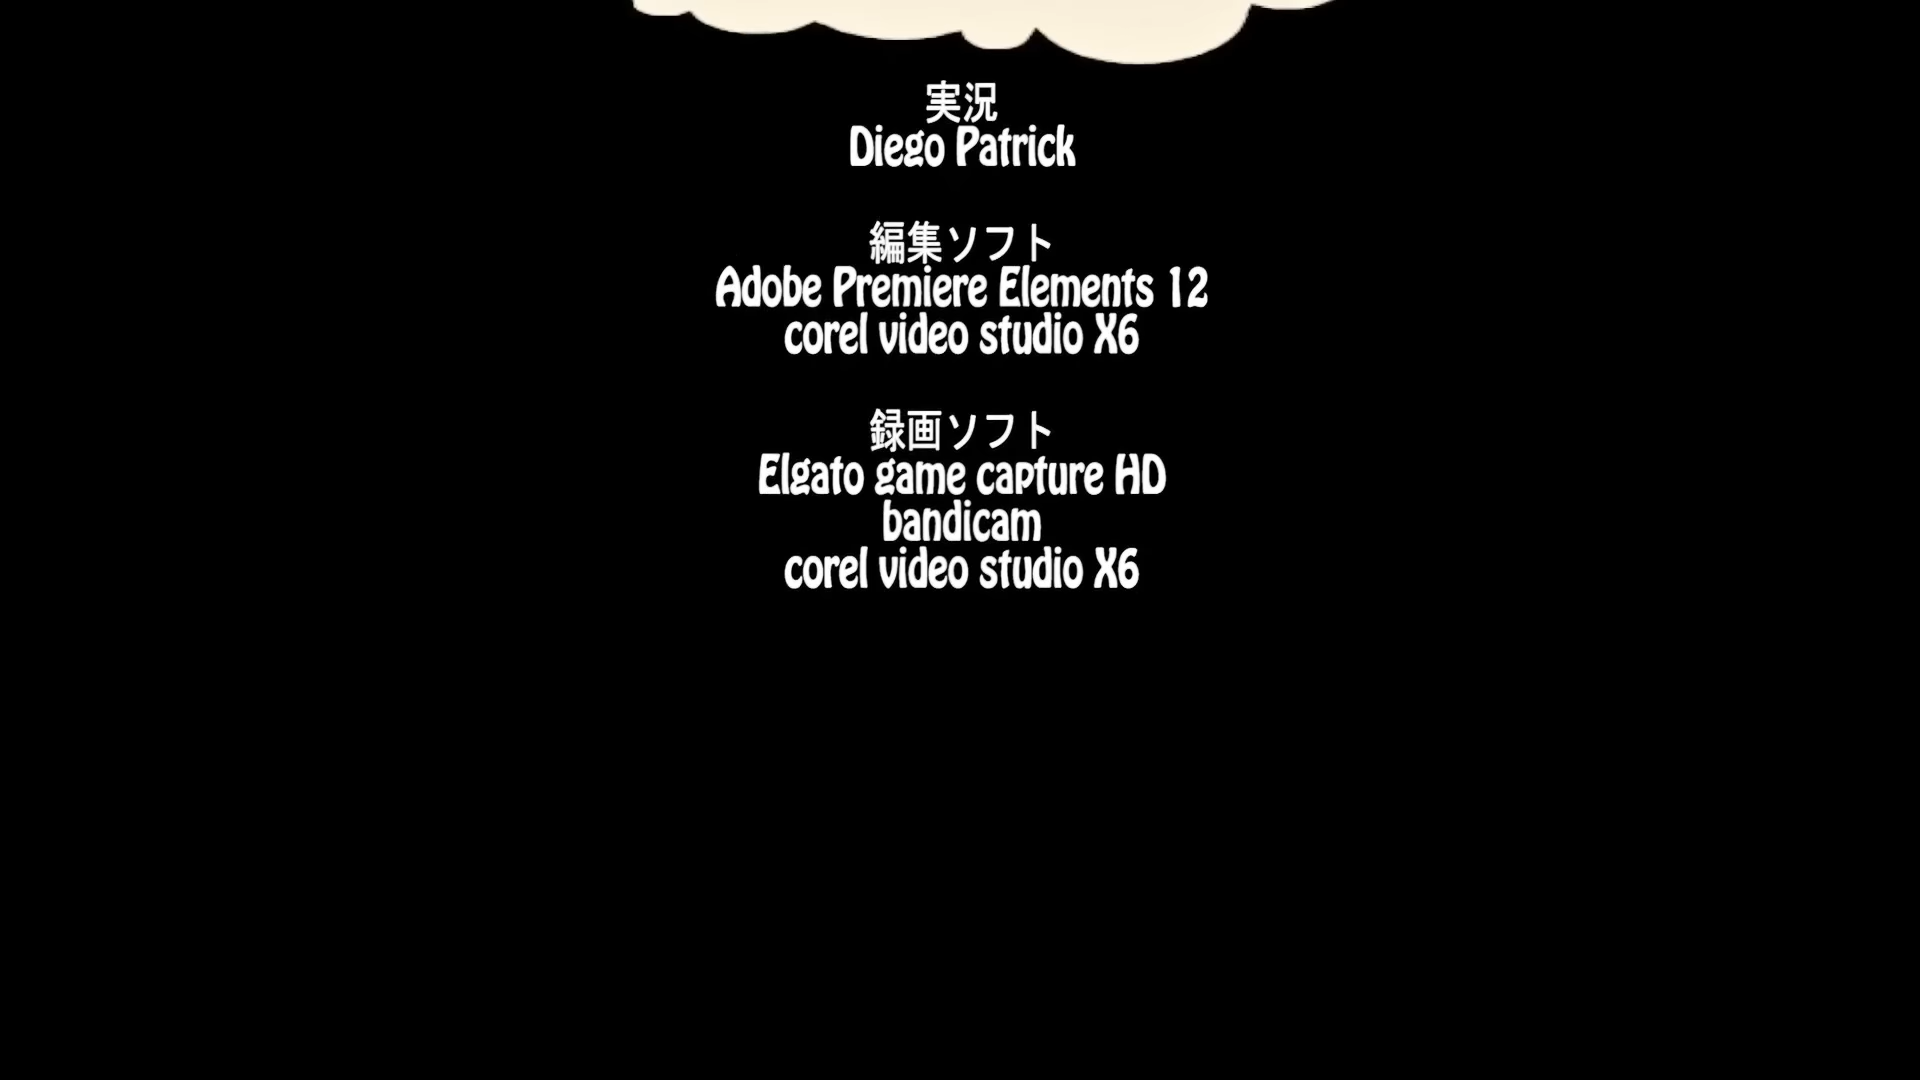 実況
Diego Patrick
編集ソフト
Adobe Premiere Elements 12
corel video studio X6
録画ソフト
Elgato game capture HD
bandicam
corel video studio X6